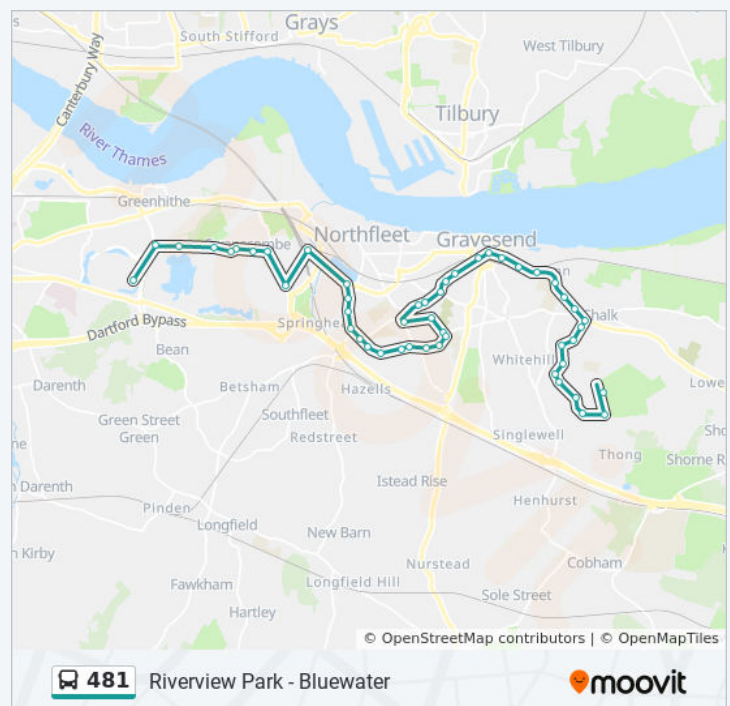 Grays
South Stifford
West Tilbury
Canterbury Way
Tilbury
River Thames
Greenhithe
Northfleet
Gravesend
Chalk
Springhead
Dartford Bypass
Bean
Whitehill
Darenth
Betsham
Hazells
Lowe
Green Street
Green
Southfleet
Redstreet
Singlewell
Sho
Thong
Shorne R
Istead Rise
n Darenth
Pinden
Henhurst
Longfield
New Barn
n Kirby
Nurstead
Cobham
Fawkham
Longfield Hill
Sole Street
Hartley
© OpenStreetMap contributors | © OpenMapTiles
481 Riverview Park - Bluewater
moovit